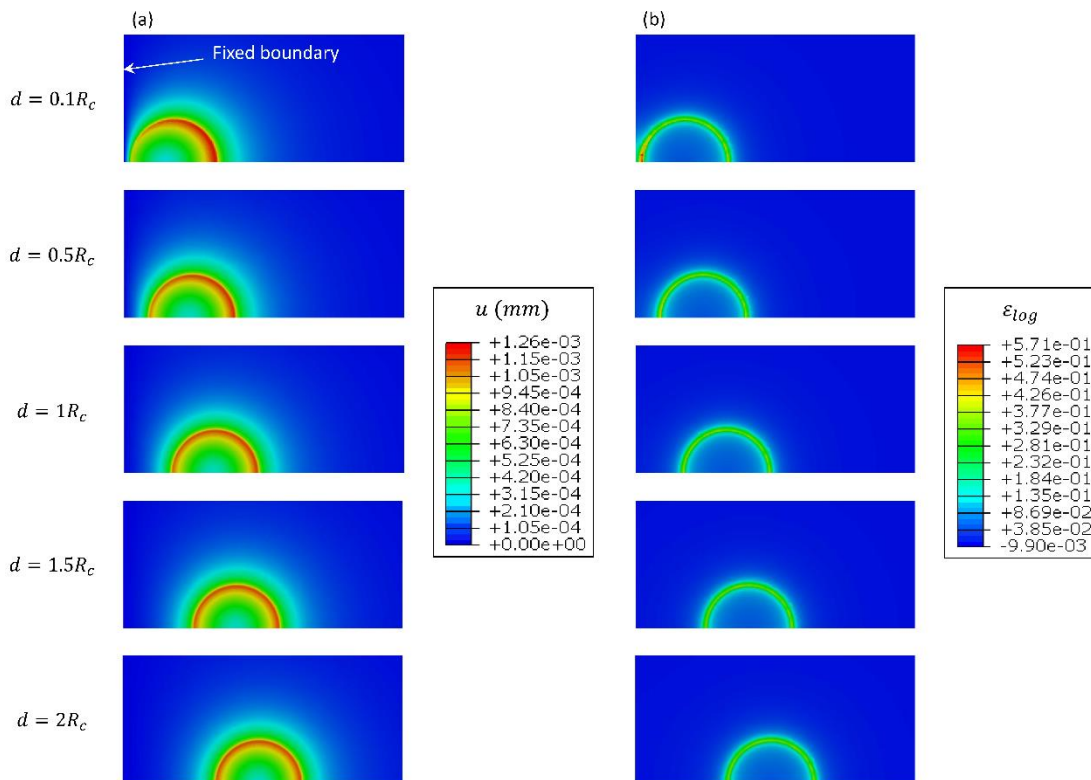 (a)
(b)
Fixed boundary
d = 0.1R_c
d = 0.5R_c
d = 1R_c
d = 1.5R_c
d = 2R_c
u (mm)
+1.26e-03
+1.15e-03
+1.05e-03
+9.45e-04
+8.40e-04
+7.35e-04
+6.30e-04
+5.25e-04
+4.20e-04
+3.15e-04
+2.10e-04
+1.05e-04
+0.00e+00
ε_log
+5.71e-01
+5.23e-01
+4.74e-01
+4.26e-01
+3.77e-01
+3.29e-01
+2.81e-01
+2.32e-01
+1.84e-01
+1.35e-01
+8.69e-02
+3.85e-02
-9.90e-03